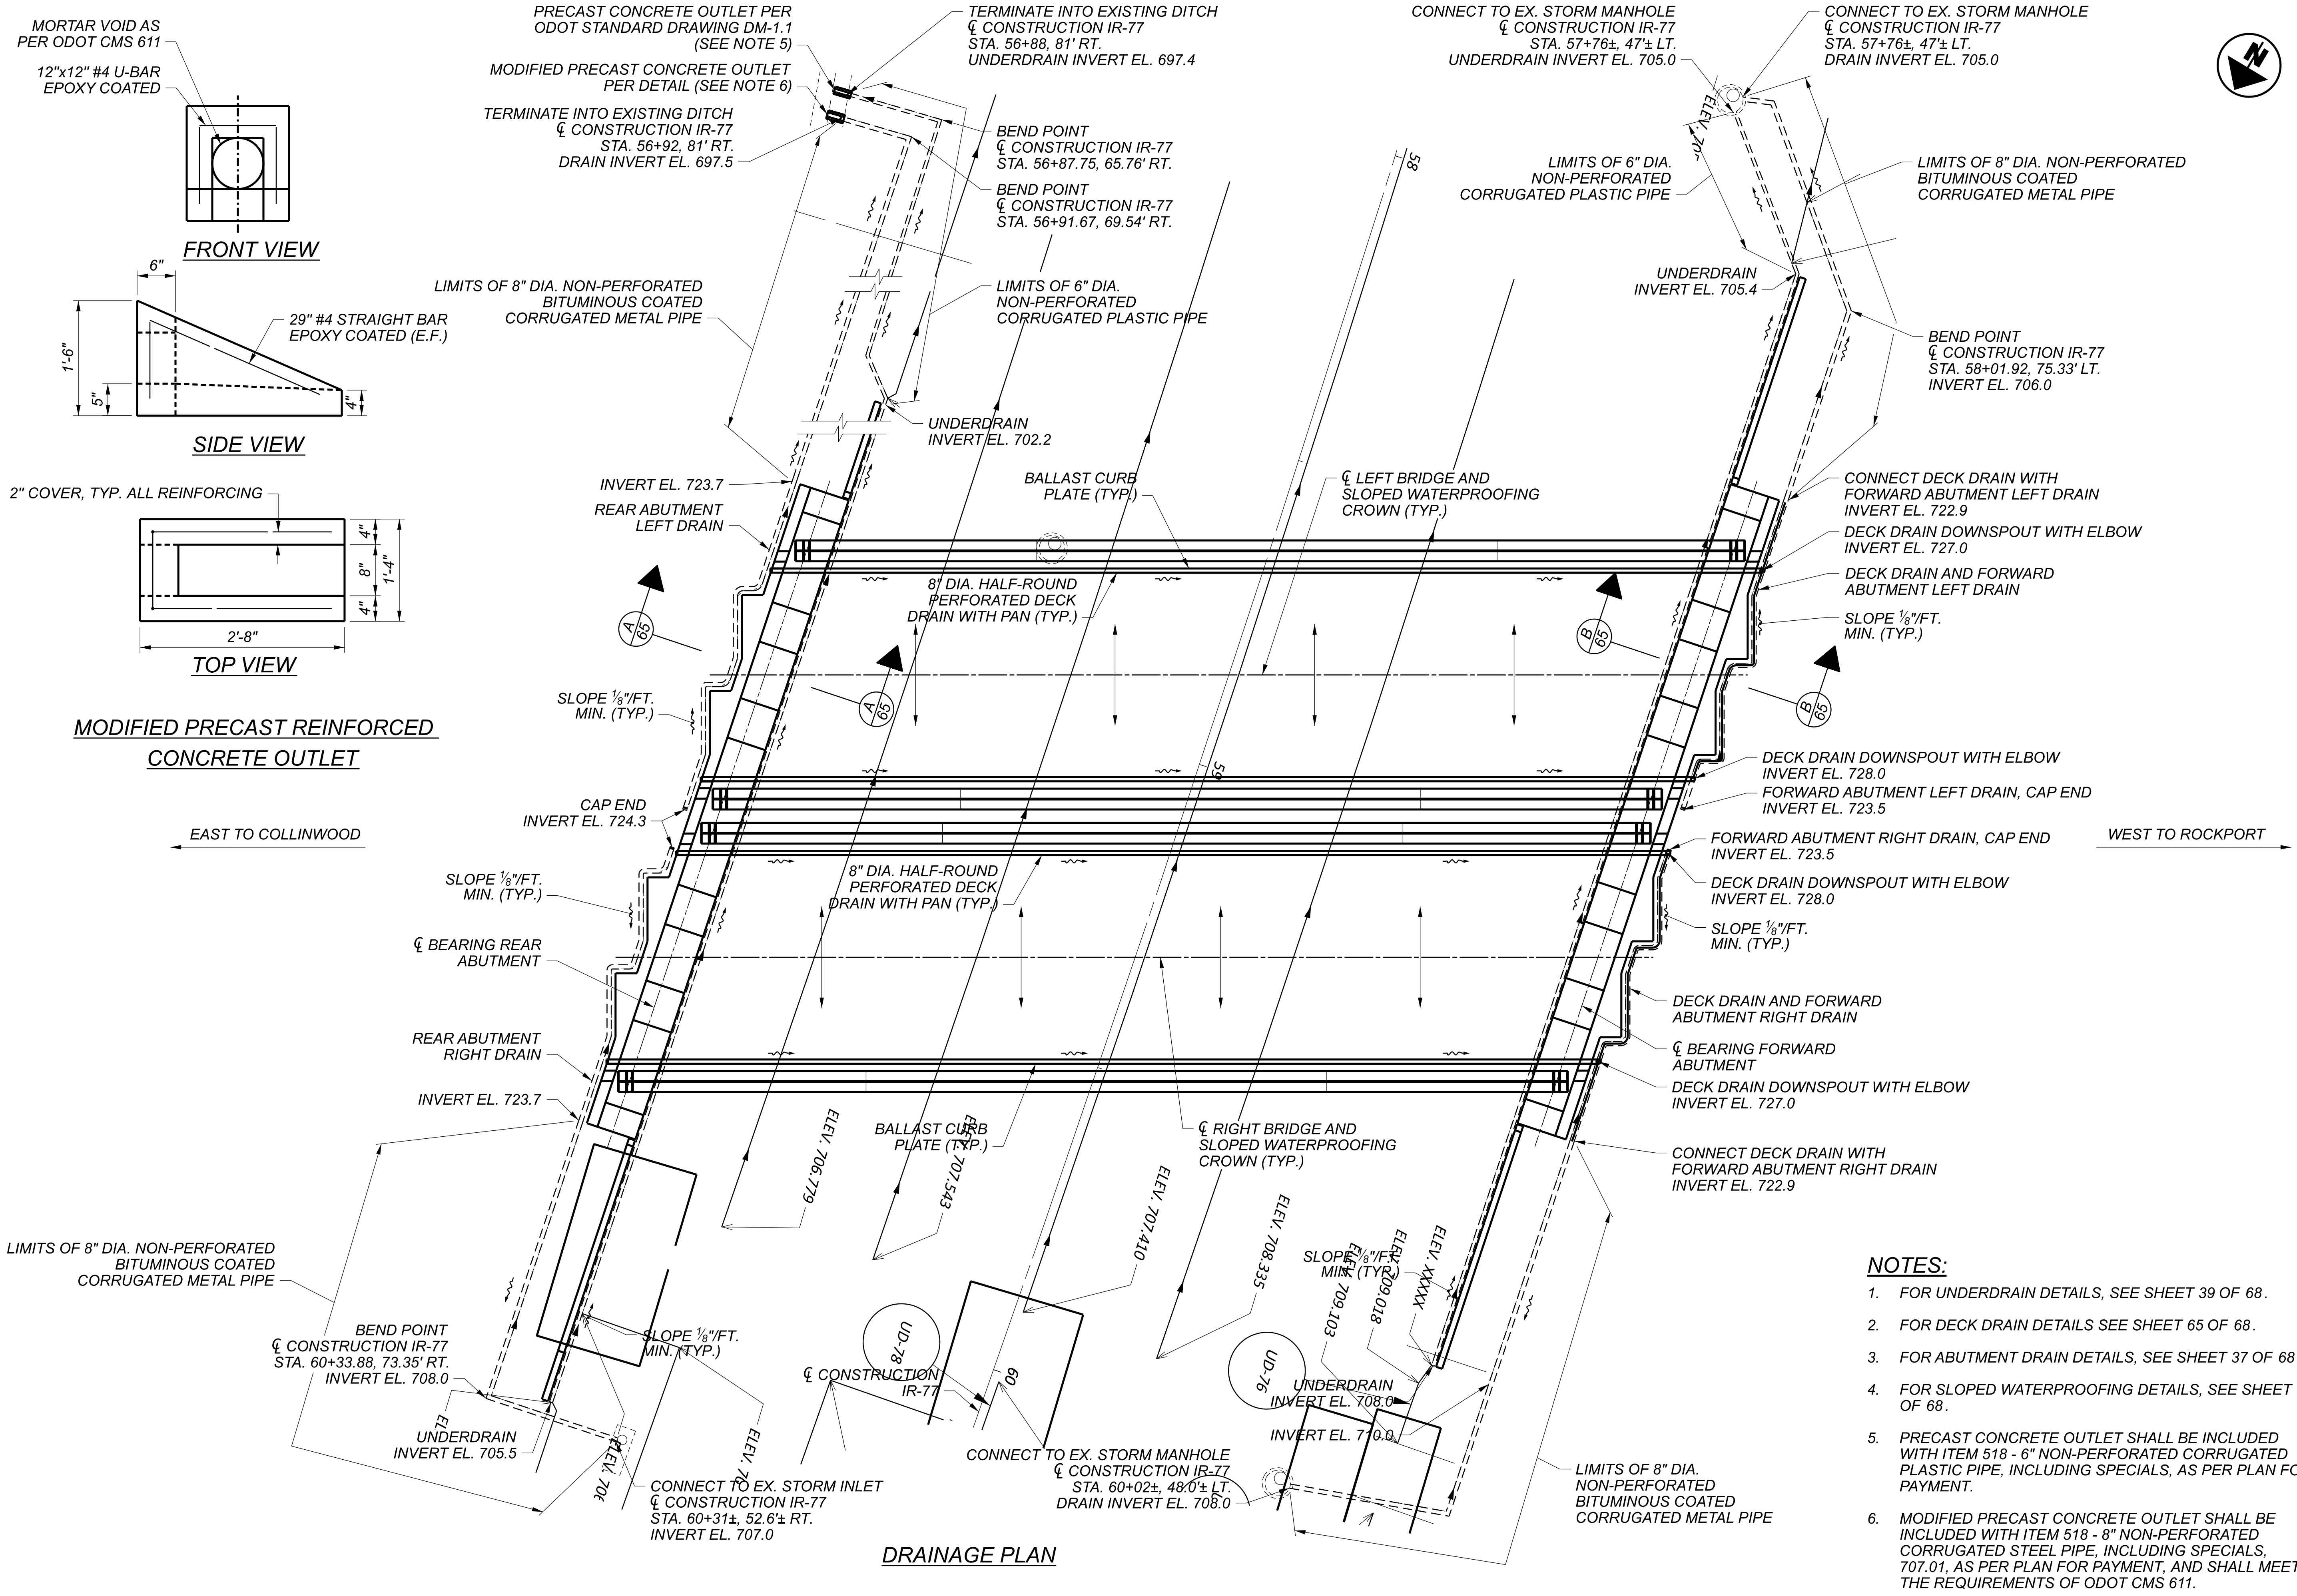 MORTAR VOID AS
PER ODOT CMS 611
12"x12" #4 U-BAR
EPOXY COATED
FRONT VIEW
6"
1'-6"
5"
4"
29" #4 STRAIGHT BAR
EPOXY COATED (E.F.)
SIDE VIEW
2" COVER, TYP. ALL REINFORCING
4"
8"
4"
1'-4"
2'-8"
TOP VIEW
MODIFIED PRECAST REINFORCED
CONCRETE OUTLET
EAST TO COLLINWOOD
PRECAST CONCRETE OUTLET PER
ODOT STANDARD DRAWING DM-1.1
(SEE NOTE 5)
MODIFIED PRECAST CONCRETE OUTLET
PER DETAIL (SEE NOTE 6)
TERMINATE INTO EXISTING DITCH
℄ CONSTRUCTION IR-77
STA. 56+92, 81' RT.
DRAIN INVERT EL. 697.5
TERMINATE INTO EXISTING DITCH
℄ CONSTRUCTION IR-77
STA. 56+88, 81' RT.
UNDERDRAIN INVERT EL. 697.4
BEND POINT
℄ CONSTRUCTION IR-77
STA. 56+87.75, 65.76' RT.
BEND POINT
℄ CONSTRUCTION IR-77
STA. 56+91.67, 69.54' RT.
LIMITS OF 8" DIA. NON-PERFORATED
BITUMINOUS COATED
CORRUGATED METAL PIPE
LIMITS OF 6" DIA.
NON-PERFORATED
CORRUGATED PLASTIC PIPE
UNDERDRAIN
INVERT EL. 702.2
CONNECT TO EX. STORM MANHOLE
℄ CONSTRUCTION IR-77
STA. 57+76±, 47'± LT.
UNDERDRAIN INVERT EL. 705.0
CONNECT TO EX. STORM MANHOLE
℄ CONSTRUCTION IR-77
STA. 57+76±, 47'± LT.
DRAIN INVERT EL. 705.0
N
58
ELEV. 70
LIMITS OF 6" DIA.
NON-PERFORATED
CORRUGATED PLASTIC PIPE
LIMITS OF 8" DIA. NON-PERFORATED
BITUMINOUS COATED
CORRUGATED METAL PIPE
UNDERDRAIN
INVERT EL. 705.4
BEND POINT
℄ CONSTRUCTION IR-77
STA. 58+01.92, 75.33' LT.
INVERT EL. 706.0
INVERT EL. 723.7
REAR ABUTMENT
LEFT DRAIN
BALLAST CURB
PLATE (TYP.)
℄ LEFT BRIDGE AND
SLOPED WATERPROOFING
CROWN (TYP.)
CONNECT DECK DRAIN WITH
FORWARD ABUTMENT LEFT DRAIN
INVERT EL. 722.9
DECK DRAIN DOWNSPOUT WITH ELBOW
INVERT EL. 727.0
DECK DRAIN AND FORWARD
ABUTMENT LEFT DRAIN
SLOPE ⅛"/FT.
MIN. (TYP.)
8" DIA. HALF-ROUND
PERFORATED DECK
DRAIN WITH PAN (TYP.)
A
65
A
65
B
65
B
65
SLOPE ⅛"/FT.
MIN. (TYP.)
59
DECK DRAIN DOWNSPOUT WITH ELBOW
INVERT EL. 728.0
FORWARD ABUTMENT LEFT DRAIN, CAP END
INVERT EL. 723.5
CAP END
INVERT EL. 724.3
FORWARD ABUTMENT RIGHT DRAIN, CAP END
INVERT EL. 723.5
WEST TO ROCKPORT
DECK DRAIN DOWNSPOUT WITH ELBOW
INVERT EL. 728.0
SLOPE ⅛"/FT.
MIN. (TYP.)
8" DIA. HALF-ROUND
PERFORATED DECK
DRAIN WITH PAN (TYP.)
SLOPE ⅛"/FT.
MIN. (TYP.)
℄ BEARING REAR
ABUTMENT
DECK DRAIN AND FORWARD
ABUTMENT RIGHT DRAIN
REAR ABUTMENT
RIGHT DRAIN
℄ BEARING FORWARD
ABUTMENT
INVERT EL. 723.7
DECK DRAIN DOWNSPOUT WITH ELBOW
INVERT EL. 727.0
BALLAST CURB
PLATE (TYP.)
℄ RIGHT BRIDGE AND
SLOPED WATERPROOFING
CROWN (TYP.)
CONNECT DECK DRAIN WITH
FORWARD ABUTMENT RIGHT DRAIN
INVERT EL. 722.9
ELEV. 706.779
ELEV. 707.543
ELEV. 707.410
ELEV. 708.335
ELEV. 709.103
ELEV. 709.018
ELEV. XXXXX
SLOPE ⅛"/FT.
MIN. (TYP.)
LIMITS OF 8" DIA. NON-PERFORATED
BITUMINOUS COATED
CORRUGATED METAL PIPE
BEND POINT
℄ CONSTRUCTION IR-77
STA. 60+33.88, 73.35' RT.
INVERT EL. 708.0
SLOPE ⅛"/FT.
MIN. (TYP.)
UD-78
℄ CONSTRUCTION
IR-77
60
UD-76
UNDERDRAIN
INVERT EL. 708.0
INVERT EL. 710.0
UNDERDRAIN
INVERT EL. 705.5
EL
ELEV. 706
ELEV. 70
CONNECT TO EX. STORM INLET
℄ CONSTRUCTION IR-77
STA. 60+31±, 52.6'± RT.
INVERT EL. 707.0
CONNECT TO EX. STORM MANHOLE
℄ CONSTRUCTION IR-77
STA. 60+02±, 48.0'± LT.
DRAIN INVERT EL. 708.0
LIMITS OF 8" DIA.
NON-PERFORATED
BITUMINOUS COATED
CORRUGATED METAL PIPE
DRAINAGE PLAN
NOTES:
1. FOR UNDERDRAIN DETAILS, SEE SHEET 39 OF 68.
2. FOR DECK DRAIN DETAILS SEE SHEET 65 OF 68.
3. FOR ABUTMENT DRAIN DETAILS, SEE SHEET 37 OF 68
4. FOR SLOPED WATERPROOFING DETAILS, SEE SHEET
OF 68.
5. PRECAST CONCRETE OUTLET SHALL BE INCLUDED
WITH ITEM 518 - 6" NON-PERFORATED CORRUGATED
PLASTIC PIPE, INCLUDING SPECIALS, AS PER PLAN FO
PAYMENT.
6. MODIFIED PRECAST CONCRETE OUTLET SHALL BE
INCLUDED WITH ITEM 518 - 8" NON-PERFORATED
CORRUGATED STEEL PIPE, INCLUDING SPECIALS,
707.01, AS PER PLAN FOR PAYMENT, AND SHALL MEET
THE REQUIREMENTS OF ODOT CMS 611.